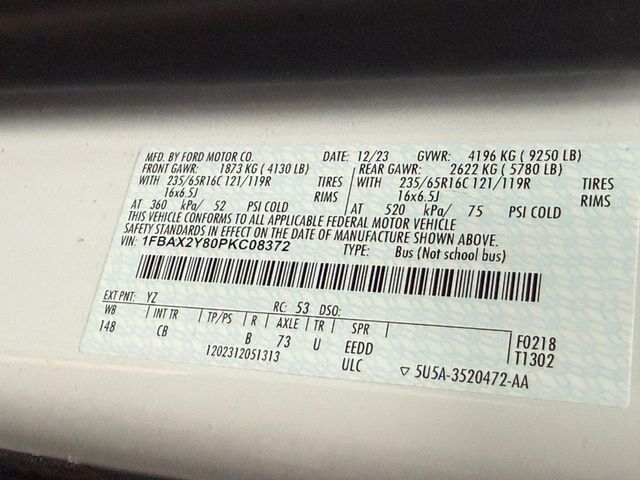 MFD. BY FORD MOTOR CO. DATE: 12/23 GVWR: 4196 KG ( 9250 LB)
FRONT GAWR: 1873 KG ( 4130 LB) REAR GAWR: 2622 KG ( 5780 LB)
WITH 235/65R16C 121/119R TIRES WITH 235/65R16C 121/119R TIRES
16x6.5J RIMS 16x6.5J RIMS
AT 360 kPa/ 52 PSI COLD AT 520 kPa/ 75 PSI COLD
THIS VEHICLE CONFORMS TO ALL APPLICABLE FEDERAL MOTOR VEHICLE
SAFETY STANDARDS IN EFFECT ON THE DATE OF MANUFACTURE SHOWN ABOVE.
VIN: 1FBAX2Y80PKC08372 TYPE: Bus (Not school bus)
EXT PNT: YZ RC: 53 DSO:
WB INT TR TP/PS R AXLE TR SPR F0218
148 CB B 73 U EEDD T1302
1202312051313 ULC ▽ 5U5A-3520472-AA